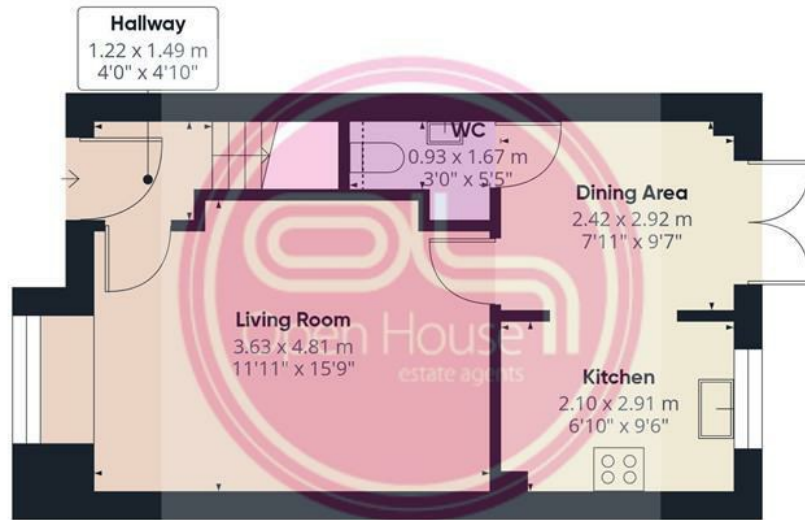 Hallway
1.22 x 1.49 m
4'0" x 4'10"
WC
0.93 x 1.67 m
3'0" x 5'5"
Dining Area
2.42 x 2.92 m
7'11" x 9'7"
Living Room
3.63 x 4.81 m
11'11" x 15'9"
Open House
estate agents
Kitchen
2.10 x 2.91 m
6'10" x 9'6"